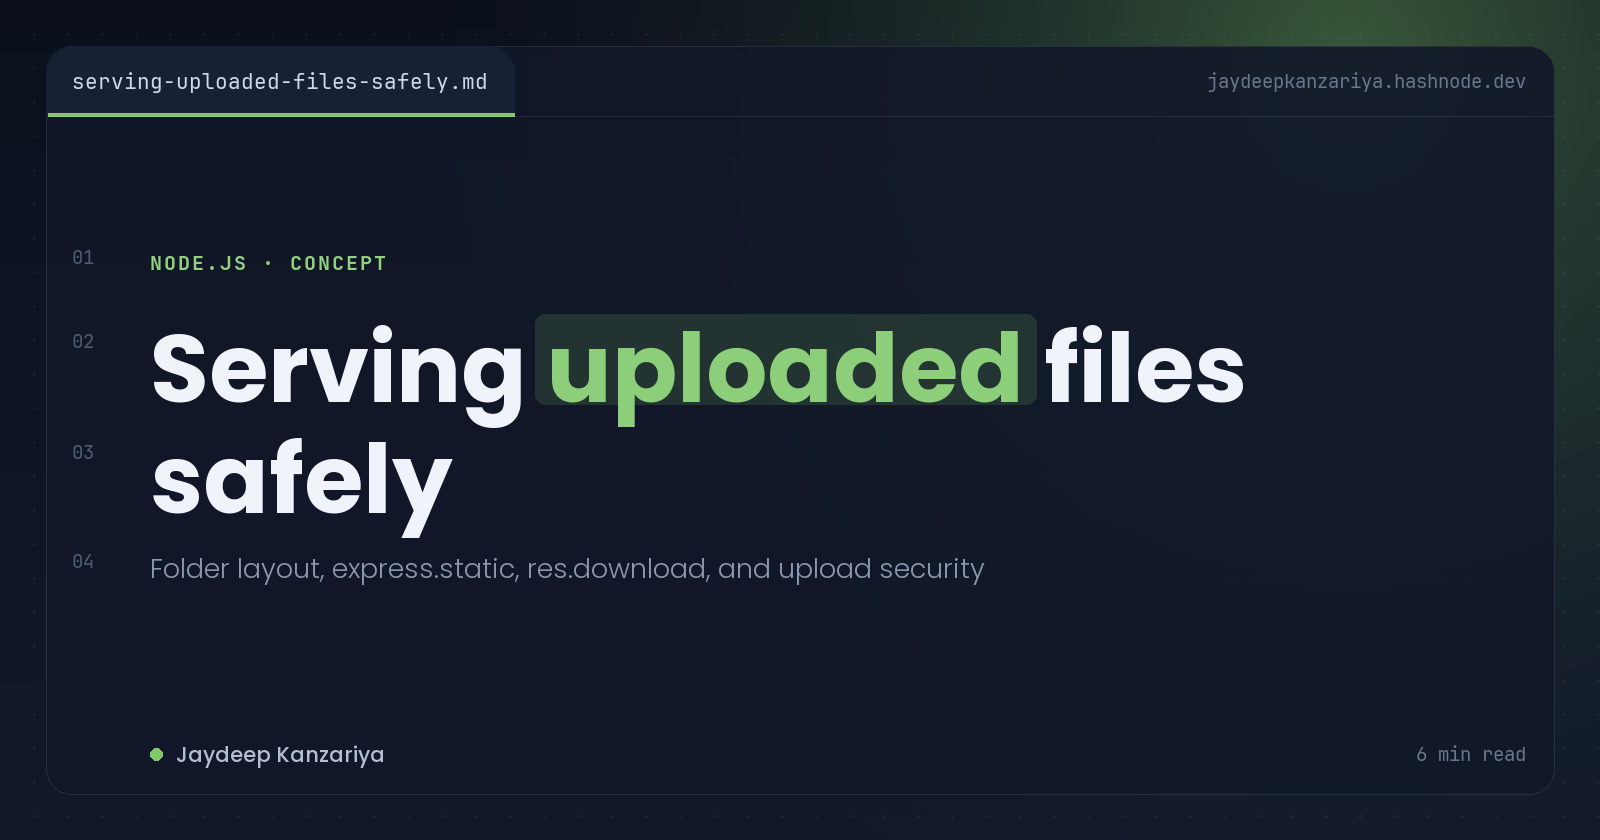 serving-uploaded-files-safely.md
jaydeepkanzariya.hashnode.dev
01
NODE.JS · CONCEPT
02
Serving uploaded files
03
safely
04
Folder layout, express.static, res.download, and upload security
Jaydeep Kanzariya
6 min read